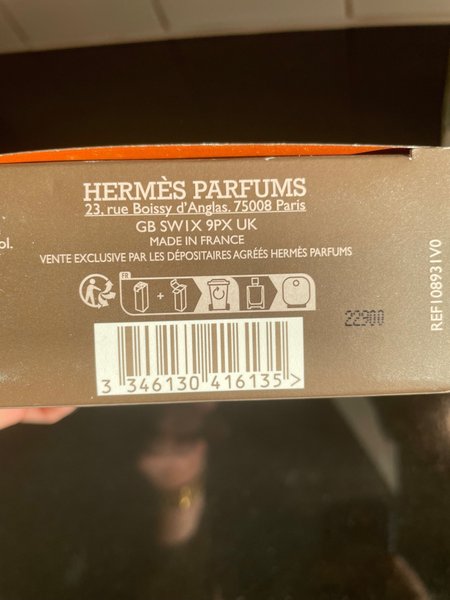 HERMÈS PARFUMS
23, rue Boissy d'Anglas, 75008 Paris
GB SW1X 9PX UK
MADE IN FRANCE
VENTE EXCLUSIVE PAR LES DÉPOSITAIRES AGRÉÉS HERMÈS PARFUMS
ol.
FR
+
22900
3 346130 416135 >
REF108931V0